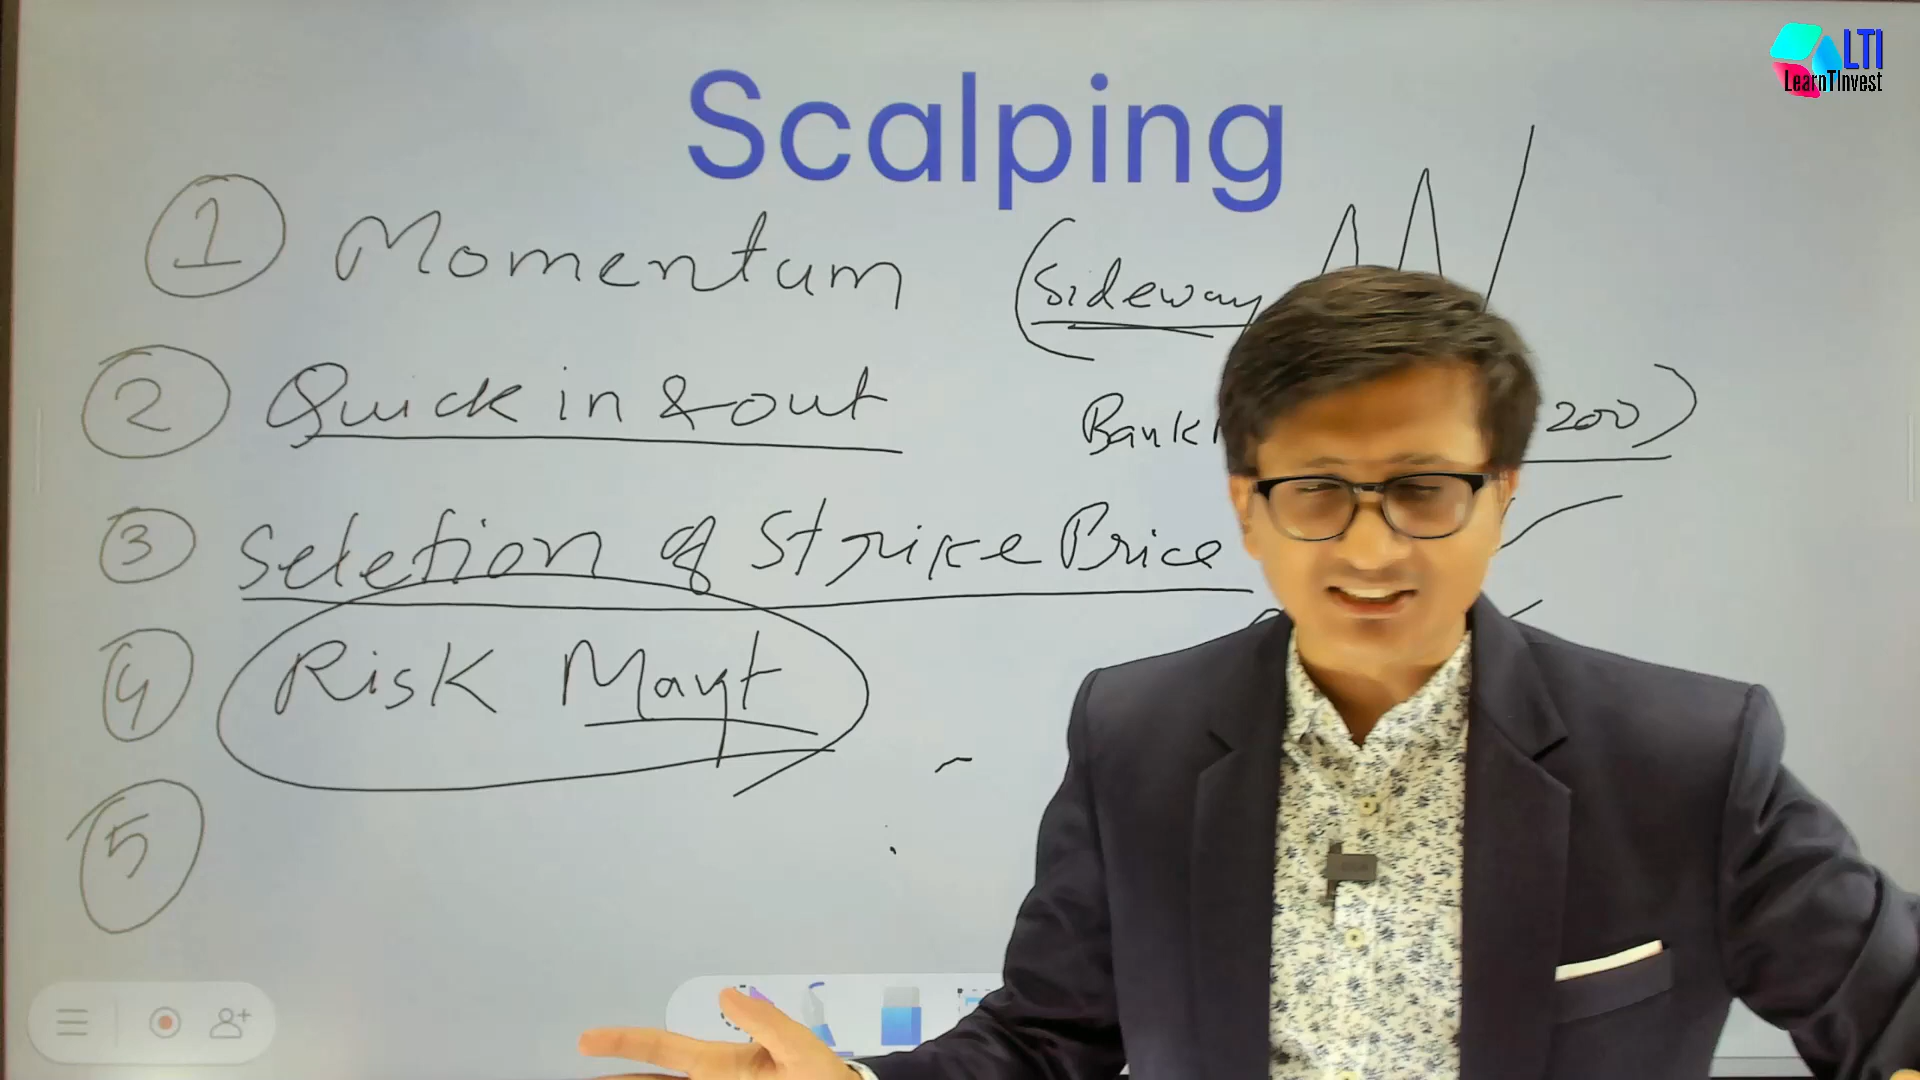 LTI
LearnTInvest
Scalping
1 Momentum (Sideway
2 Quick in & out
Bank 200)
3 Seletion of Strike Price
4 Risk Mangt
5